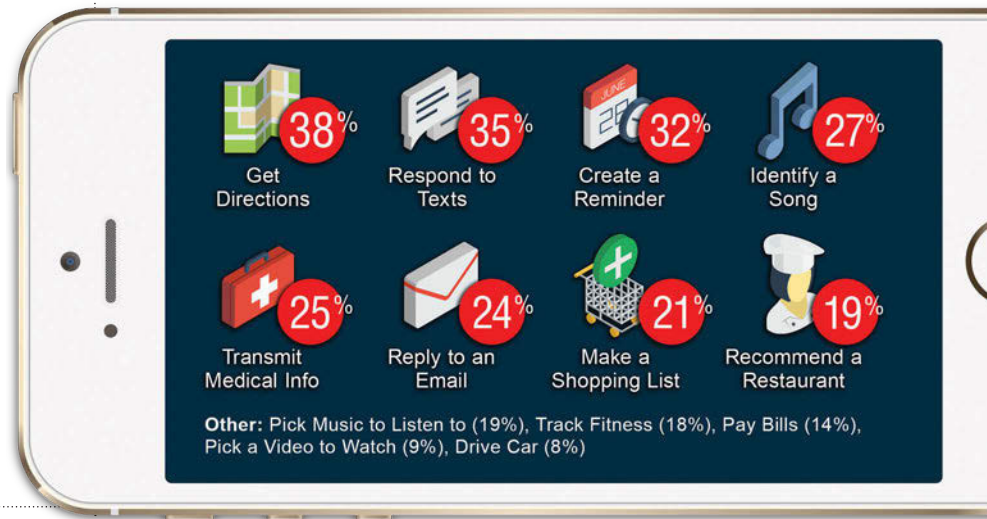 38%
Get
Directions
35%
Respond to
Texts
JUNE
28
32%
Create a
Reminder
27%
Identify a
Song
25%
Transmit
Medical Info
24%
Reply to an
Email
21%
Make a
Shopping List
19%
Recommend a
Restaurant
Other: Pick Music to Listen to (19%), Track Fitness (18%), Pay Bills (14%),
Pick a Video to Watch (9%), Drive Car (8%)